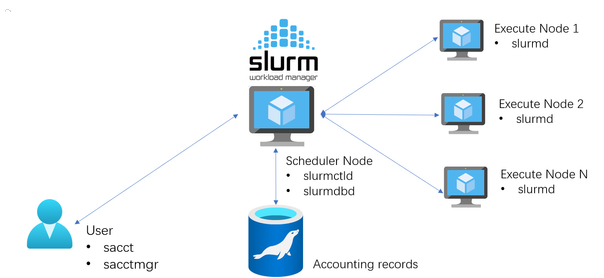 slurm
workload manager
Execute Node 1
• slurmd
Execute Node 2
• slurmd
Execute Node N
• slurmd
Scheduler Node
• slurmctld
• slurmdbd
User
• sacct
• sacctmgr
Accounting records